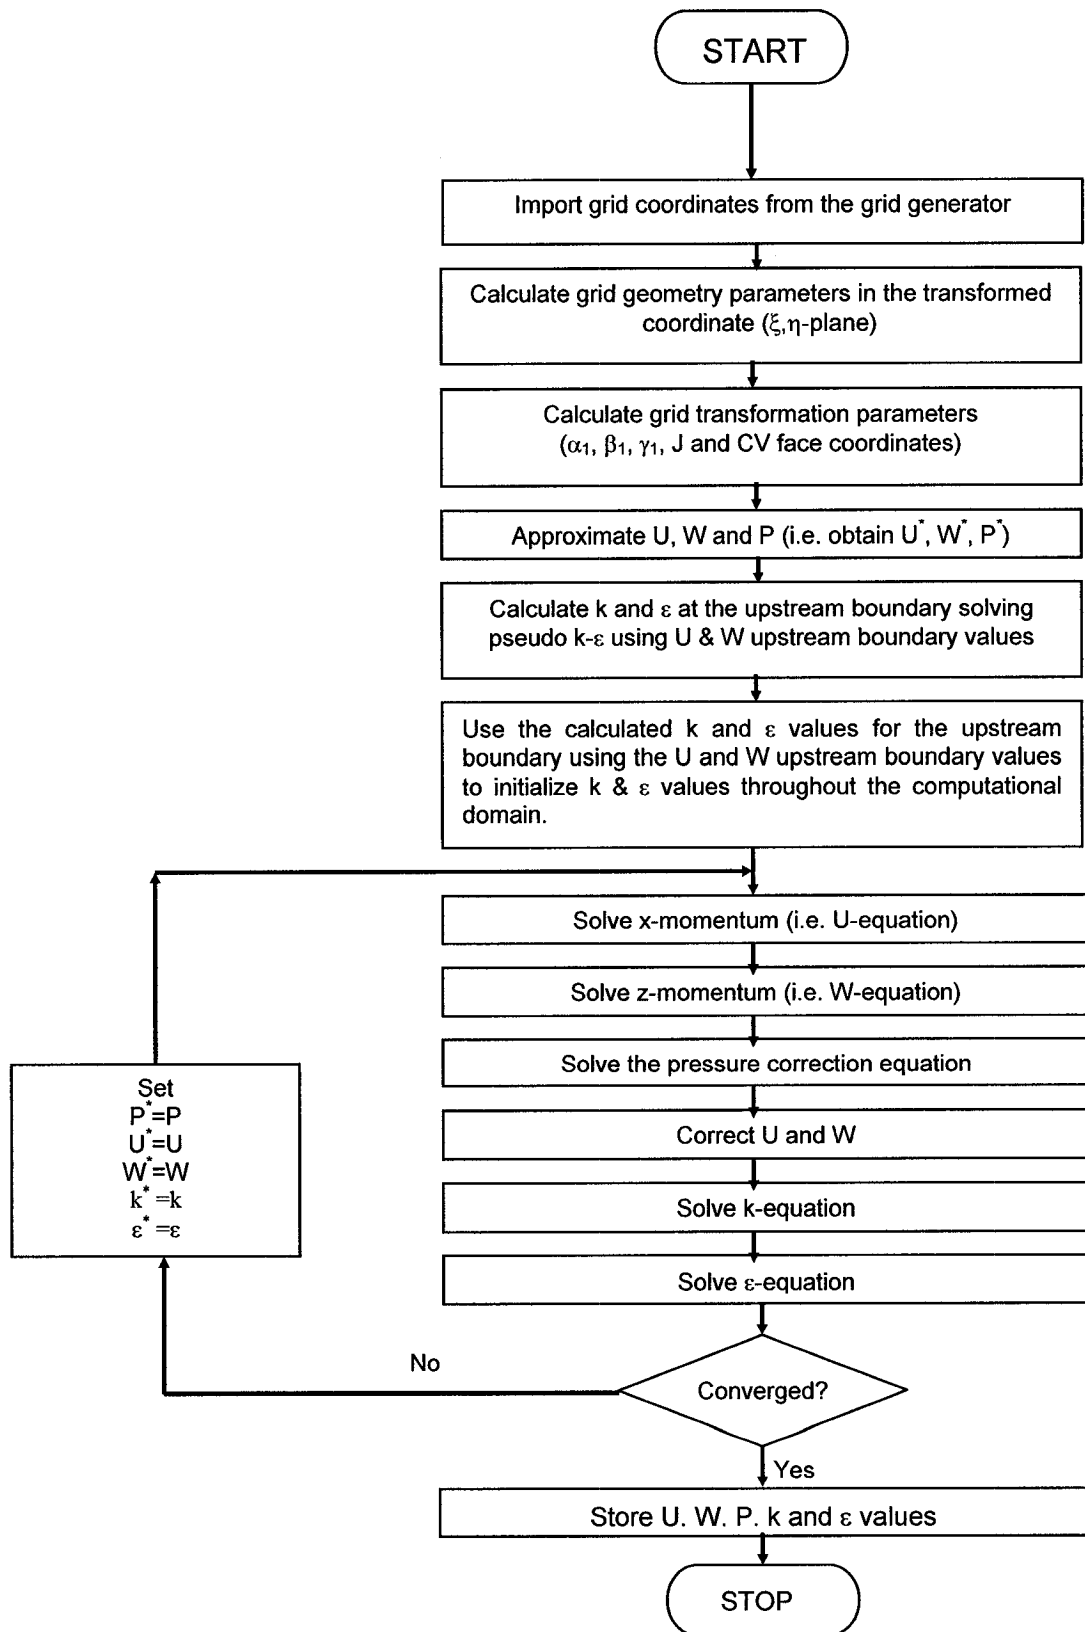 START
Import grid coordinates from the grid generator
Calculate grid geometry parameters in the transformed
coordinate (ξ,η-plane)
Calculate grid transformation parameters
(α₁, β₁, γ₁, J and CV face coordinates)
Approximate U, W and P (i.e. obtain U*, W*, P*)
Calculate k and ε at the upstream boundary solving
pseudo k-ε using U & W upstream boundary values
Use the calculated k and ε values for the upstream
boundary using the U and W upstream boundary values
to initialize k & ε values throughout the computational
domain.
Solve x-momentum (i.e. U-equation)
Solve z-momentum (i.e. W-equation)
Solve the pressure correction equation
Correct U and W
Solve k-equation
Solve ε-equation
Converged?
No
Set
P*=P
U*=U
W*=W
k*=k
ε*=ε
Yes
Store U. W. P. k and ε values
STOP